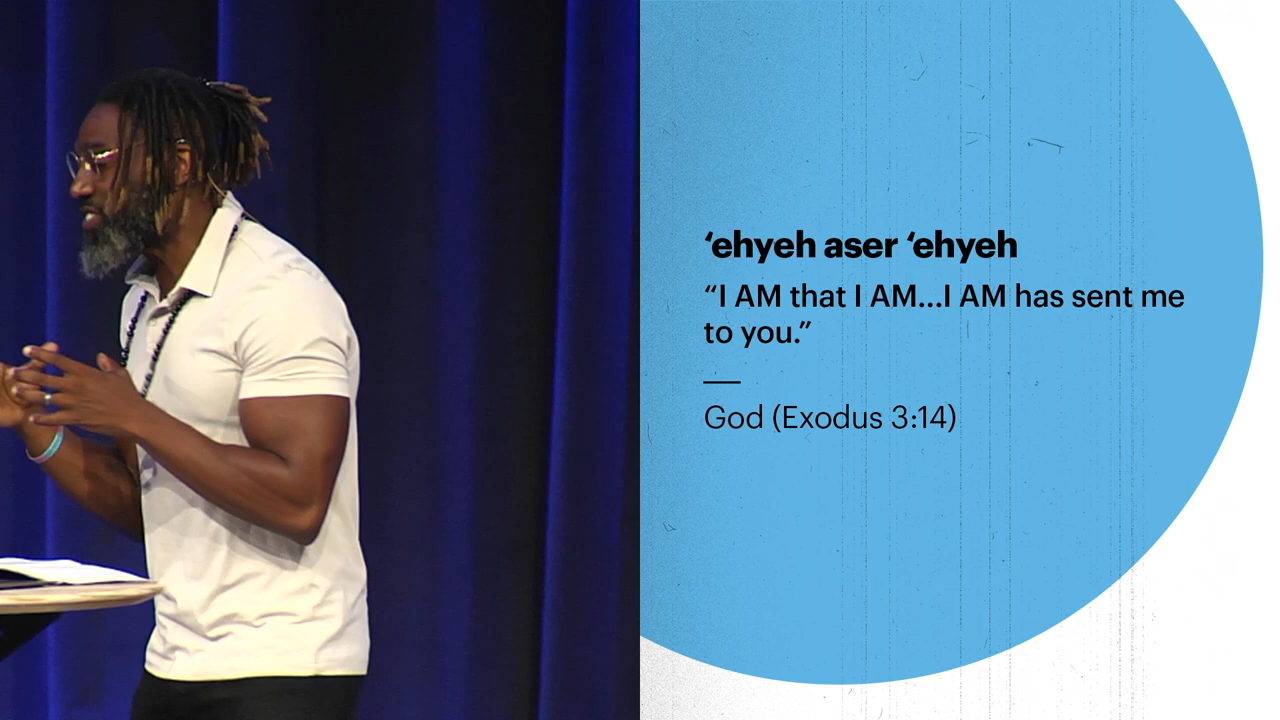 ‘ehyeh aser ‘ehyeh
“I AM that I AM...I AM has sent me
to you.”
God (Exodus 3:14)